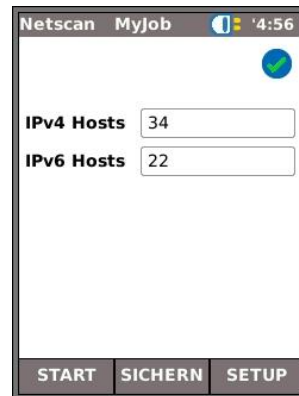 Netscan MyJob '4:56
IPv4 Hosts 34
IPv6 Hosts 22
START SICHERN SETUP